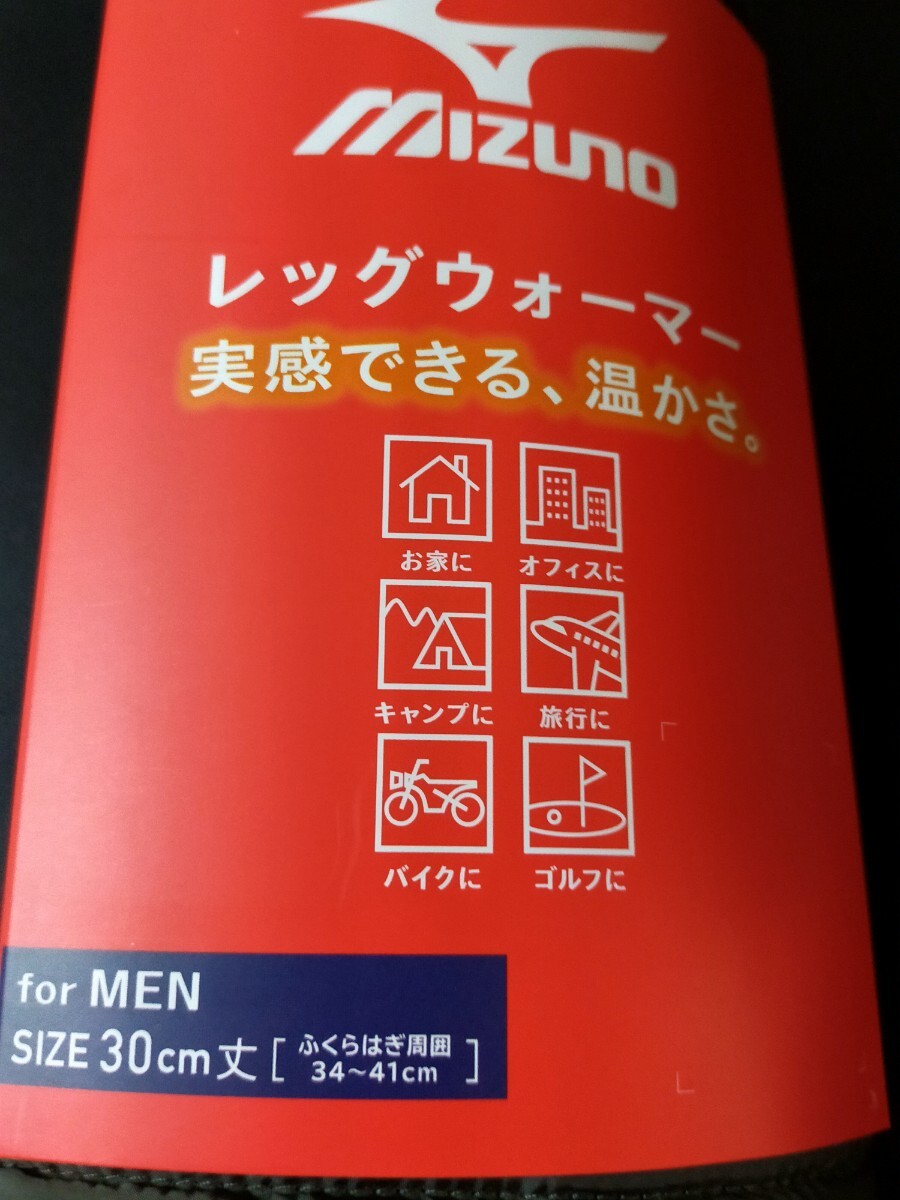 MIZUNO
レッグウォーマー
実感できる、温かさ。
お家に
オフィスに
キャンプに
旅行に
バイクに
ゴルフに
for MEN
SIZE 30cm丈 [ ふくらはぎ周囲 34～41cm ]